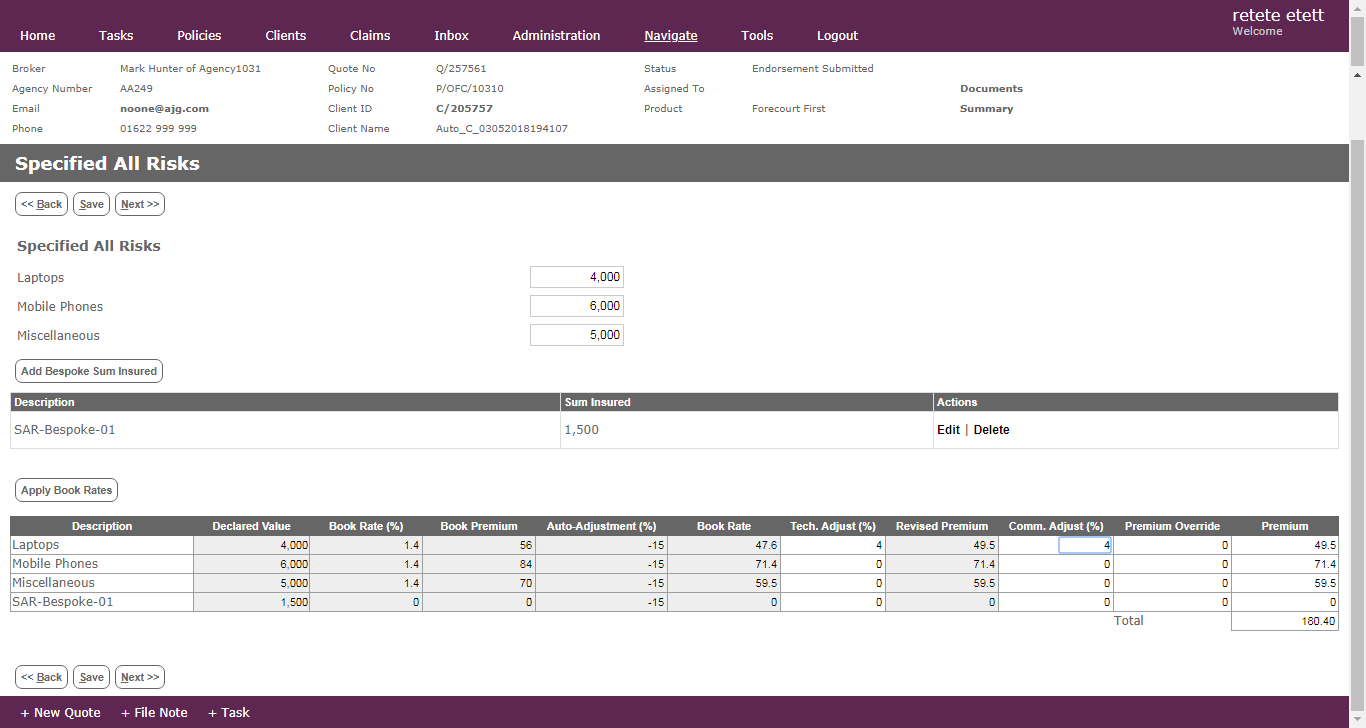 retete etett
Welcome
Home Tasks Policies Clients Claims Inbox Administration Navigate Tools Logout
Broker Mark Hunter of Agency1031 Quote No Q/257561 Status Endorsement Submitted
Agency Number AA249 Policy No P/OFC/10310 Assigned To Documents
Email noone@ajg.com Client ID C/205757 Product Forecourt First Summary
Phone 01622 999 999 Client Name Auto_C_03052018194107
Specified All Risks
<< Back Save Next >>
Specified All Risks
Laptops 4,000
Mobile Phones 6,000
Miscellaneous 5,000
Add Bespoke Sum Insured
Description Sum Insured Actions
SAR-Bespoke-01 1,500 Edit | Delete
Apply Book Rates
Description Declared Value Book Rate (%) Book Premium Auto-Adjustment (%) Book Rate Tech. Adjust (%) Revised Premium Comm. Adjust (%) Premium Override Premium
Laptops 4,000 1.4 56 -15 47.6 4 49.5 4 0 49.5
Mobile Phones 6,000 1.4 84 -15 71.4 0 71.4 0 0 71.4
Miscellaneous 5,000 1.4 70 -15 59.5 0 59.5 0 0 59.5
SAR-Bespoke-01 1,500 0 0 -15 0 0 0 0 0 0
Total 180.40
<< Back Save Next >>
+ New Quote + File Note + Task